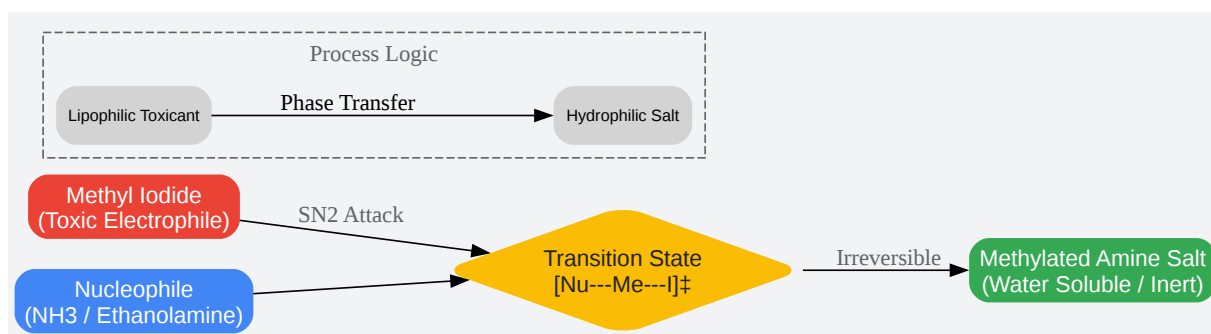 Process Logic
Lipophilic Toxicant
Phase Transfer
Hydrophilic Salt
Methyl Iodide
(Toxic Electrophile)
SN2 Attack
Nucleophile
(NH3 / Ethanolamine)
Transition State
[Nu---Me---I]‡
Irreversible
Methylated Amine Salt
(Water Soluble / Inert)